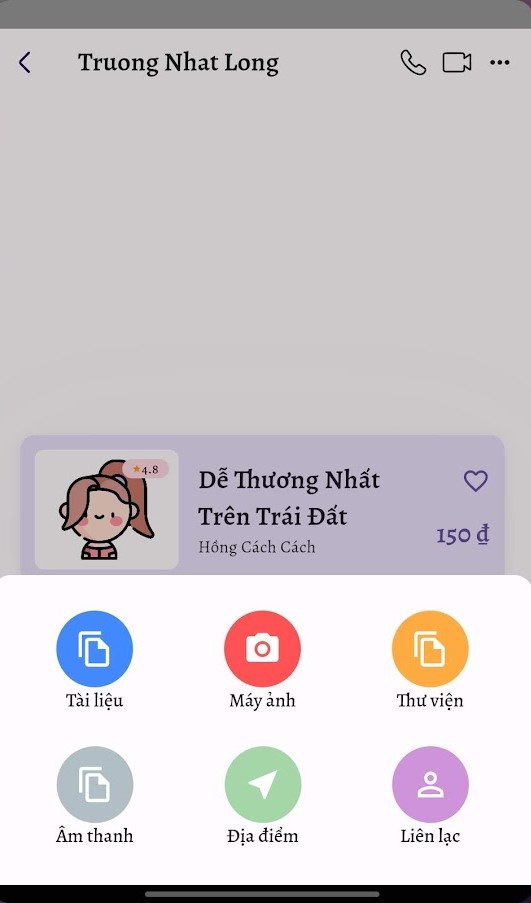 Truong Nhat Long
4.8
Dễ Thương Nhất
Trên Trái Đất
Hồng Cách Cách
150 ₫
Tài liệu
Máy ảnh
Thư viện
Âm thanh
Địa điểm
Liên lạc